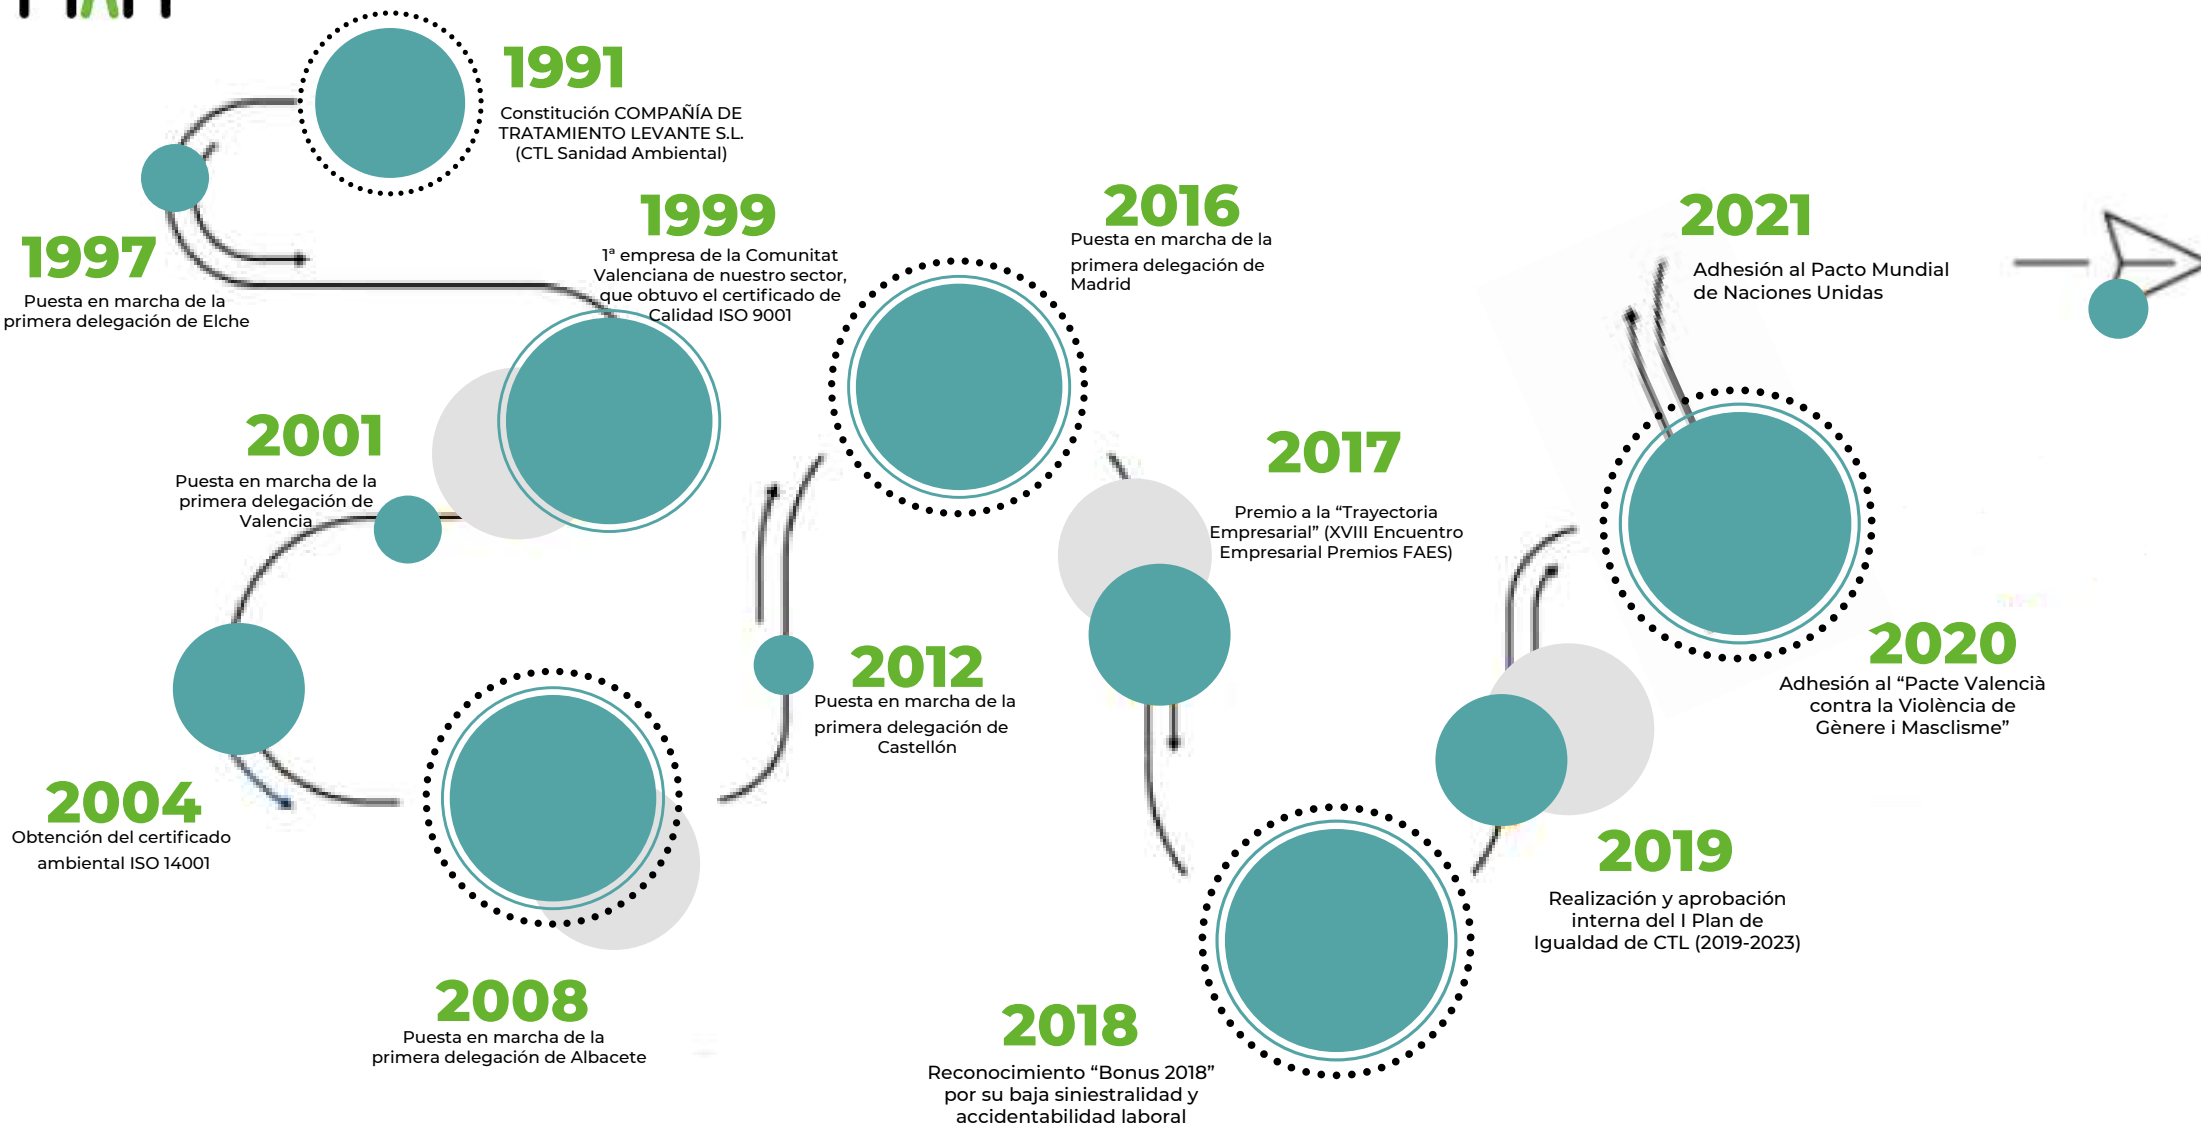 1991
Constitución COMPAÑÍA DE
TRATAMIENTO LEVANTE S.L.
(CTL Sanidad Ambiental)
1997
Puesta en marcha de la
primera delegación de Elche
1999
1ª empresa de la Comunitat
Valenciana de nuestro sector,
que obtuvo el certificado de
Calidad ISO 9001
2001
Puesta en marcha de la
primera delegación de
Valencia
2004
Obtención del certificado
ambiental ISO 14001
2008
Puesta en marcha de la
primera delegación de Albacete
2012
Puesta en marcha de la
primera delegación de
Castellón
2016
Puesta en marcha de la
primera delegación de
Madrid
2017
Premio a la “Trayectoria
Empresarial” (XVIII Encuentro
Empresarial Premios FAES)
2018
Reconocimiento “Bonus 2018”
por su baja siniestralidad y
accidentabilidad laboral
2019
Realización y aprobación
interna del I Plan de
Igualdad de CTL (2019-2023)
2020
Adhesión al “Pacte Valencià
contra la Violència de
Gènere i Masclisme”
2021
Adhesión al Pacto Mundial
de Naciones Unidas